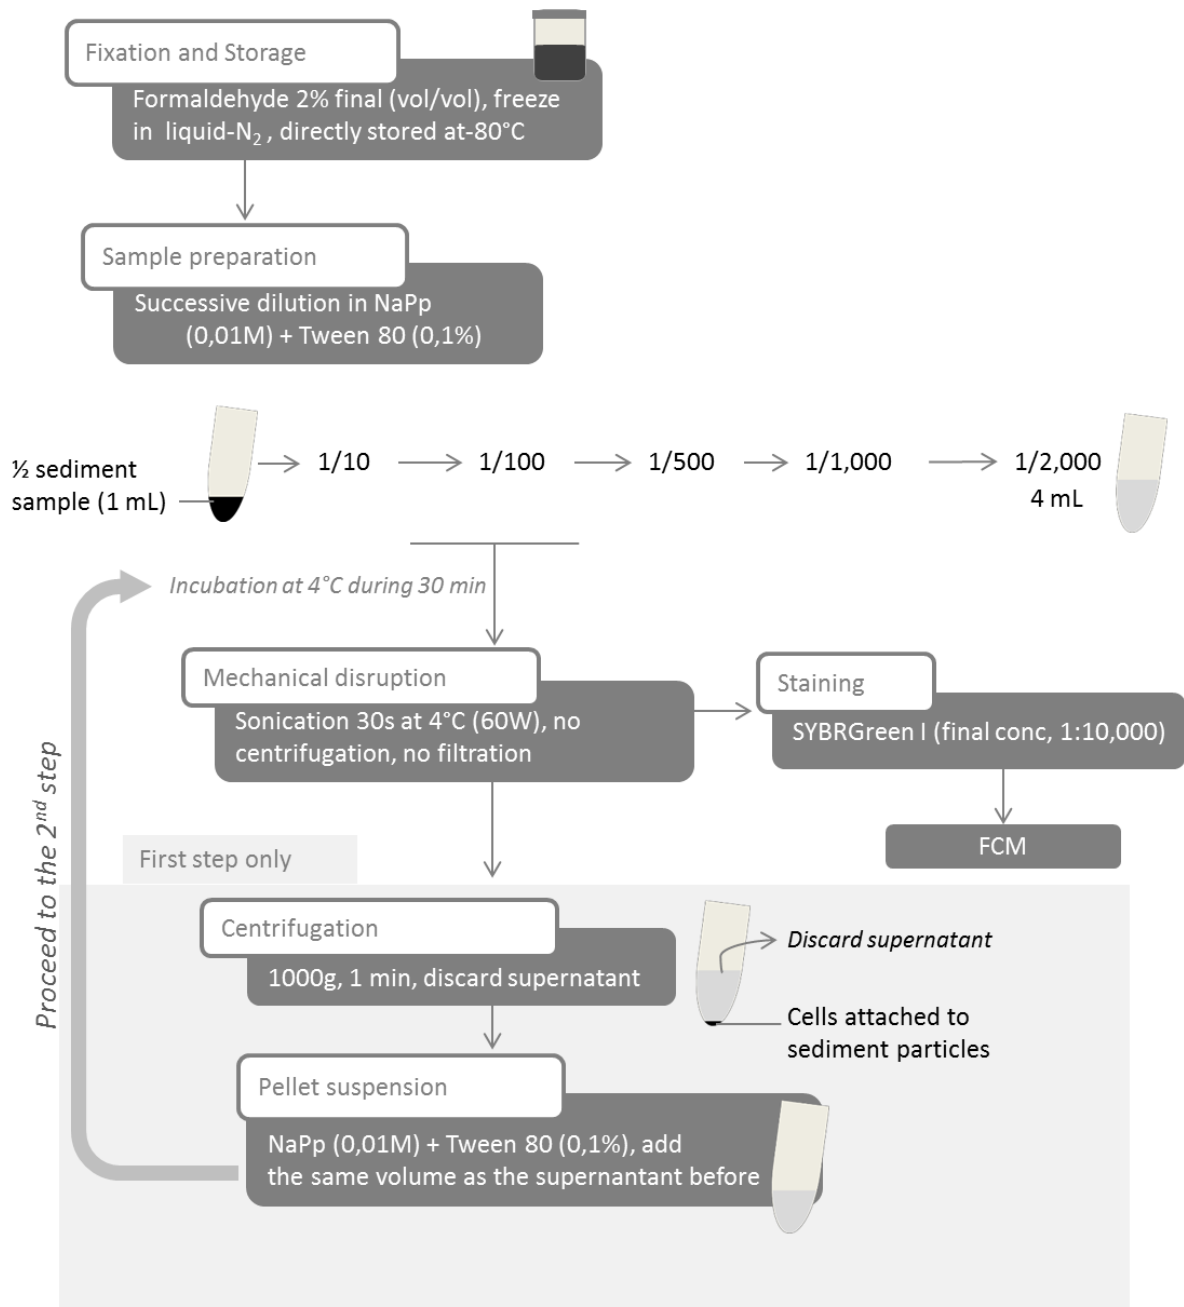 Fixation and Storage
Formaldehyde 2% final (vol/vol), freeze
in liquid-N2 , directly stored at-80°C
Sample preparation
Successive dilution in NaPp
(0,01M) + Tween 80 (0,1%)
½ sediment
sample (1 mL)
1/10
1/100
1/500
1/1,000
1/2,000
4 mL
Incubation at 4°C during 30 min
Mechanical disruption
Sonication 30s at 4°C (60W), no
centrifugation, no filtration
Staining
SYBRGreen I (final conc, 1:10,000)
FCM
Proceed to the 2nd step
First step only
Centrifugation
1000g, 1 min, discard supernatant
Discard supernatant
Cells attached to
sediment particles
Pellet suspension
NaPp (0,01M) + Tween 80 (0,1%), add
the same volume as the supernantant before